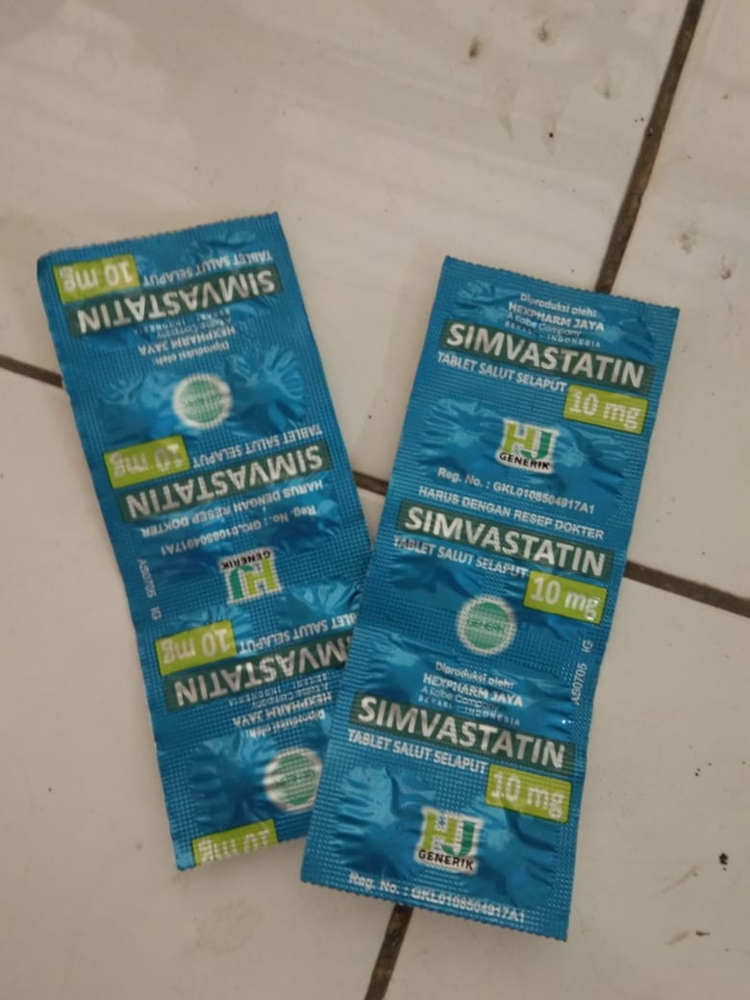 10 mg
TABLET SALUT SELAPUT
SIMVASTATIN
BEKASI - INDONESIA
A Kalbe Company
HEXPHARM JAYA
Diproduksi oleh:
10 mg
TABLET SALUT SELAPUT
SIMVASTATIN
HARUS DENGAN RESEP DOKTER
Reg. No.: GKL0108504917A1
HJ
GENERIK
AS0705 IG
10 mg
TABLET SALUT SELAPUT
SIMVASTATIN
BEKASI - INDONESIA
A Kalbe Company
HEXPHARM JAYA
Diproduksi oleh:
10 mg
Diproduksi oleh:
HEXPHARM JAYA
A Kalbe Company
BEKASI - INDONESIA
SIMVASTATIN
TABLET SALUT SELAPUT
10 mg
HJ
GENERIK
Reg. No. : GKL0108504917A1
HARUS DENGAN RESEP DOKTER
SIMVASTATIN
TABLET SALUT SELAPUT
10 mg
GENERIK
AS0705 IG
Diproduksi oleh:
HEXPHARM JAYA
A Kalbe Company
BEKASI - INDONESIA
SIMVASTATIN
TABLET SALUT SELAPUT
10 mg
HJ
GENERIK
Reg. No. : GKL0108504917A1